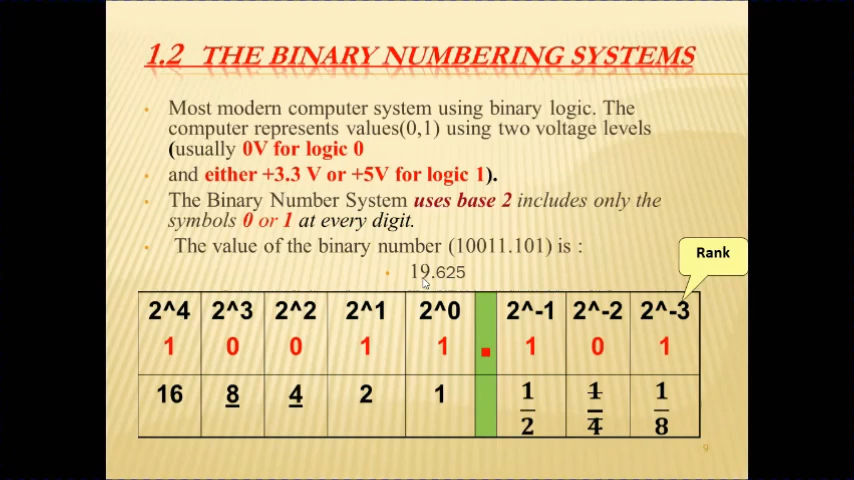 1.2 THE BINARY NUMBERING SYSTEMS
Most modern computer system using binary logic. The
computer represents values(0,1) using two voltage levels
(usually 0V for logic 0
and either +3.3 V or +5V for logic 1).
The Binary Number System uses base 2 includes only the
symbols 0 or 1 at every digit.
The value of the binary number (10011.101) is :
Rank
19.625
2^4 2^3 2^2 2^1 2^0 2^-1 2^-2 2^-3
1 0 0 1 1 . 1 0 1
16 8 4 2 1 1/2 1/4 1/8
9